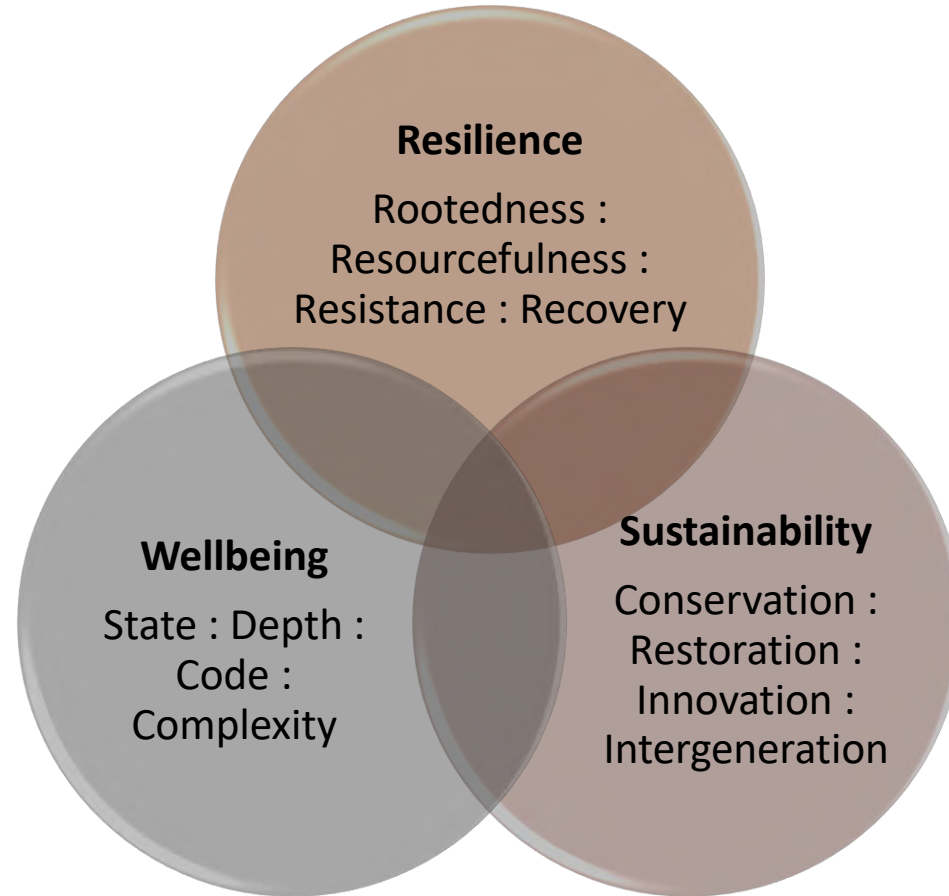 Resilience
Rootedness :
Resourcefulness :
Resistance : Recovery
Wellbeing
State : Depth :
Code :
Complexity
Sustainability
Conservation :
Restoration :
Innovation :
Intergeneration